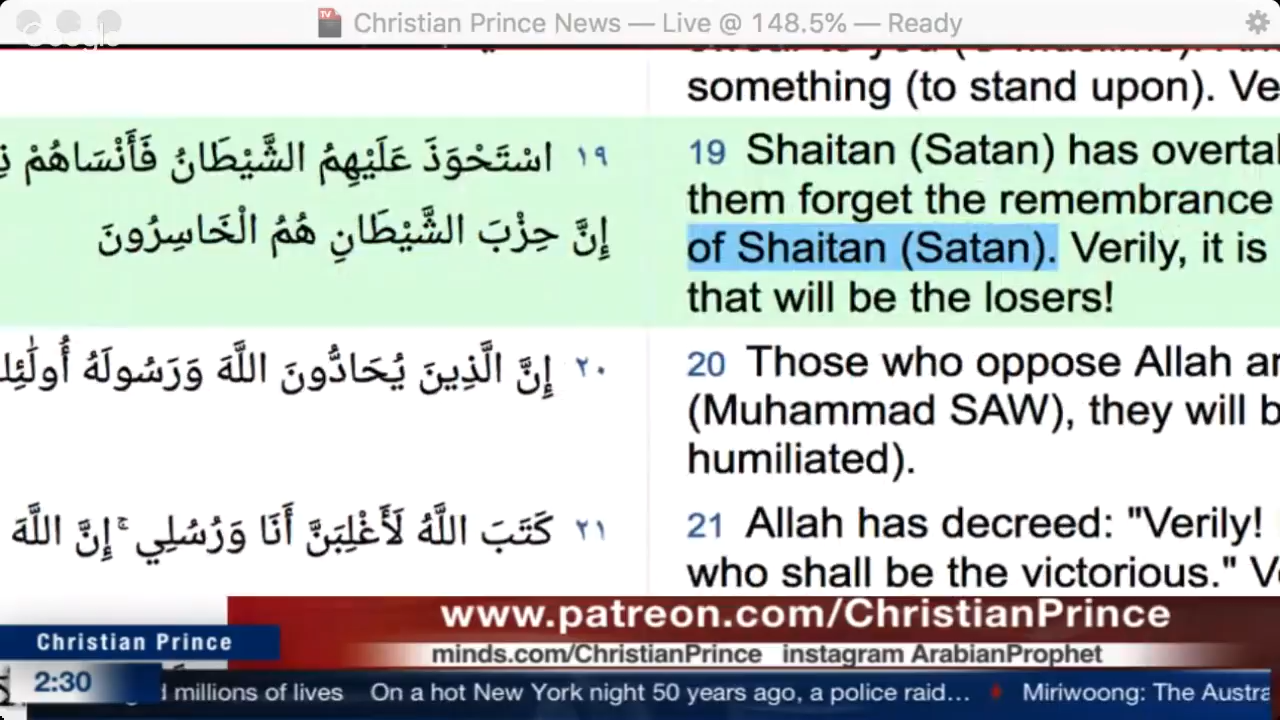 Christian Prince News — Live @ 148.5% — Ready
Google
something (to stand upon). Ve
١٩ اسْتَحْوَذَ عَلَيْهِمُ الشَّيْطَانُ فَأَنْسَاهُمْ ذِ
إِنَّ حِزْبَ الشَّيْطَانِ هُمُ الْخَاسِرُونَ
19 Shaitan (Satan) has overtak
them forget the remembrance
of Shaitan (Satan). Verily, it is
that will be the losers!
٢٠ إِنَّ الَّذِينَ يُحَادُّونَ اللَّهَ وَرَسُولَهُ أُولَٰئِك
20 Those who oppose Allah an
(Muhammad SAW), they will b
humiliated).
٢١ كَتَبَ اللَّهُ لَأَغْلِبَنَّ أَنَا وَرُسُلِي ۚ إِنَّ اللَّهَ
21 Allah has decreed: "Verily!
who shall be the victorious." Ve
www.patreon.com/ChristianPrince
Christian Prince
minds.com/ChristianPrince instagram ArabianProphet
2:30
millions of lives On a hot New York night 50 years ago, a police raid... Miriwoong: The Austra